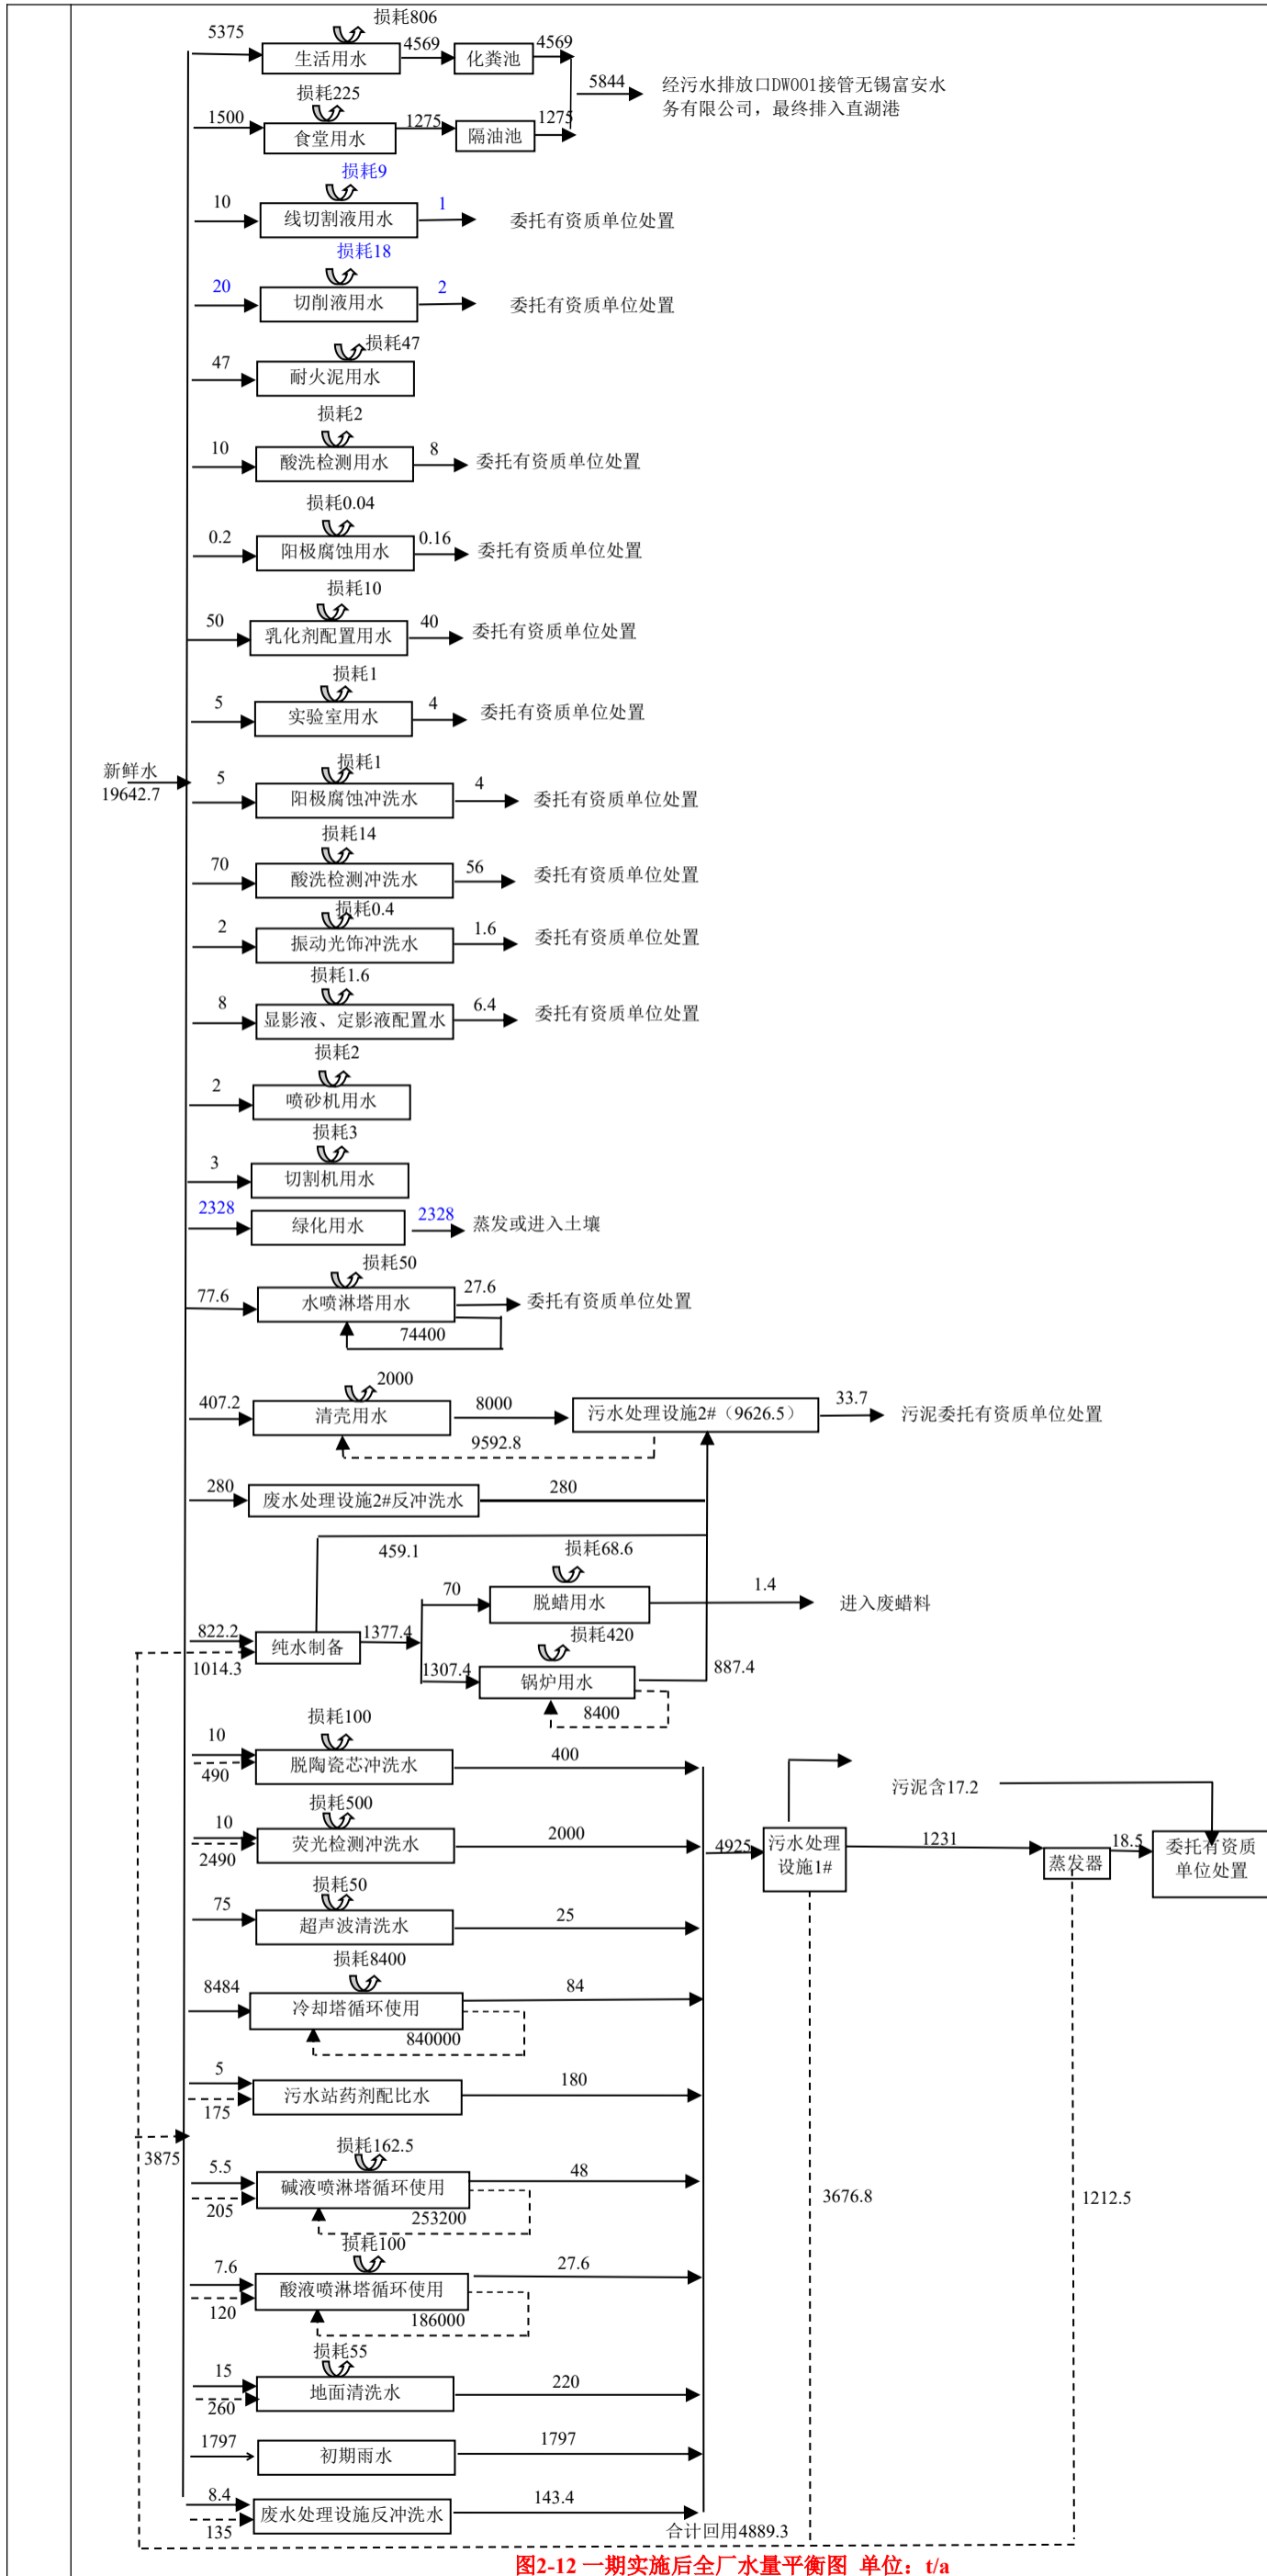 损耗806
5375
生活用水
4569
化粪池
4569
5844
经污水排放口DW001接管无锡富安水
务有限公司，最终排入直湖港
损耗225
1500
食堂用水
1275
隔油池
1275
损耗9
10
线切割液用水
1
委托有资质单位处置
损耗18
20
切削液用水
2
委托有资质单位处置
损耗47
47
耐火泥用水
损耗2
10
酸洗检测用水
8
委托有资质单位处置
损耗0.04
0.2
阳极腐蚀用水
0.16
委托有资质单位处置
损耗10
50
乳化剂配置用水
40
委托有资质单位处置
损耗1
5
实验室用水
4
委托有资质单位处置
新鲜水
19642.7
损耗1
5
阳极腐蚀冲洗水
4
委托有资质单位处置
损耗14
70
酸洗检测冲洗水
56
委托有资质单位处置
损耗0.4
2
振动光饰冲洗水
1.6
委托有资质单位处置
损耗1.6
8
显影液、定影液配置水
6.4
委托有资质单位处置
损耗2
2
喷砂机用水
损耗3
3
切割机用水
2328
绿化用水
2328
蒸发或进入土壤
损耗50
77.6
水喷淋塔用水
27.6
委托有资质单位处置
74400
2000
407.2
清壳用水
8000
污水处理设施2#（9626.5）
33.7
污泥委托有资质单位处置
9592.8
280
废水处理设施2#反冲洗水
280
459.1
损耗68.6
70
脱蜡用水
1.4
进入废蜡料
822.2
1014.3
纯水制备
1377.4
损耗420
1307.4
锅炉用水
887.4
8400
损耗100
10
490
脱陶瓷芯冲洗水
400
污泥含17.2
损耗500
10
2490
荧光检测冲洗水
2000
4925
污水处理
设施1#
1231
蒸发器
18.5
委托有资质
单位处置
损耗50
75
超声波清洗水
25
损耗8400
8484
冷却塔循环使用
84
840000
5
175
污水站药剂配比水
180
3875
损耗162.5
5.5
205
碱液喷淋塔循环使用
48
253200
3676.8
1212.5
损耗100
7.6
120
酸液喷淋塔循环使用
27.6
186000
损耗55
15
260
地面清洗水
220
1797
初期雨水
1797
8.4
135
废水处理设施反冲洗水
143.4
合计回用4889.3
图2-12 一期实施后全厂水量平衡图 单位：t/a